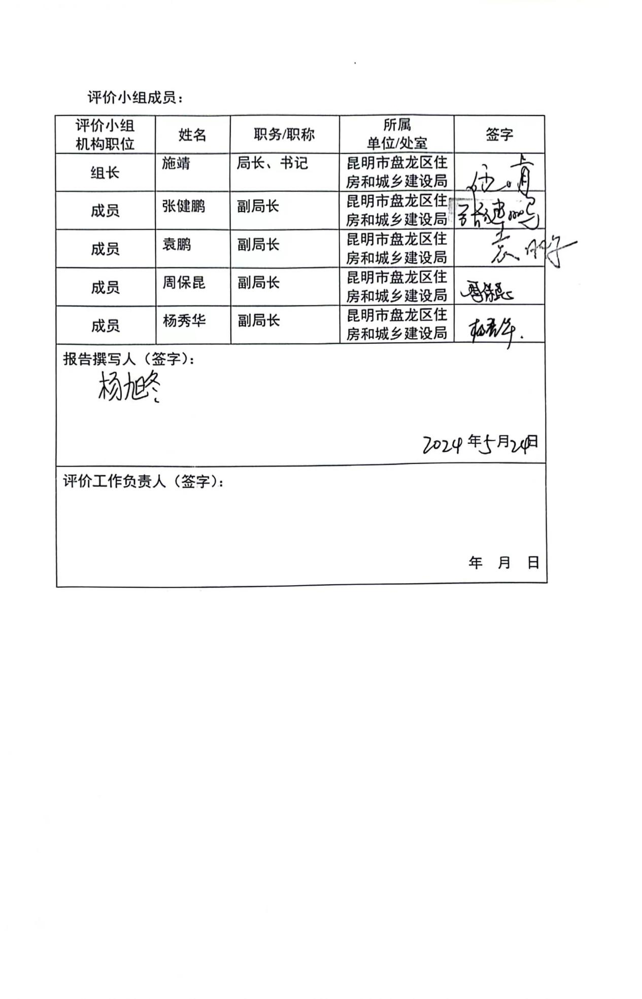 评价小组成员：
评价小组
机构职位
姓名
职务/职称
所属
单位/处室
签字
组长
施靖
局长、书记
昆明市盘龙区住
房和城乡建设局
成员
张健鹏
副局长
昆明市盘龙区住
房和城乡建设局
张健鹏
成员
袁鹏
副局长
昆明市盘龙区住
房和城乡建设局
袁鹏
成员
周保昆
副局长
昆明市盘龙区住
房和城乡建设局
周保昆
成员
杨秀华
副局长
昆明市盘龙区住
房和城乡建设局
杨秀华
报告撰写人（签字）：
杨旭冬
2024年5月24日
评价工作负责人（签字）：
年 月 日